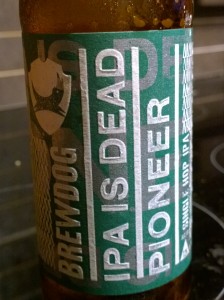 BREWDOG
IPA IS DEAD
PIONEER
SINGLE HOP IPA